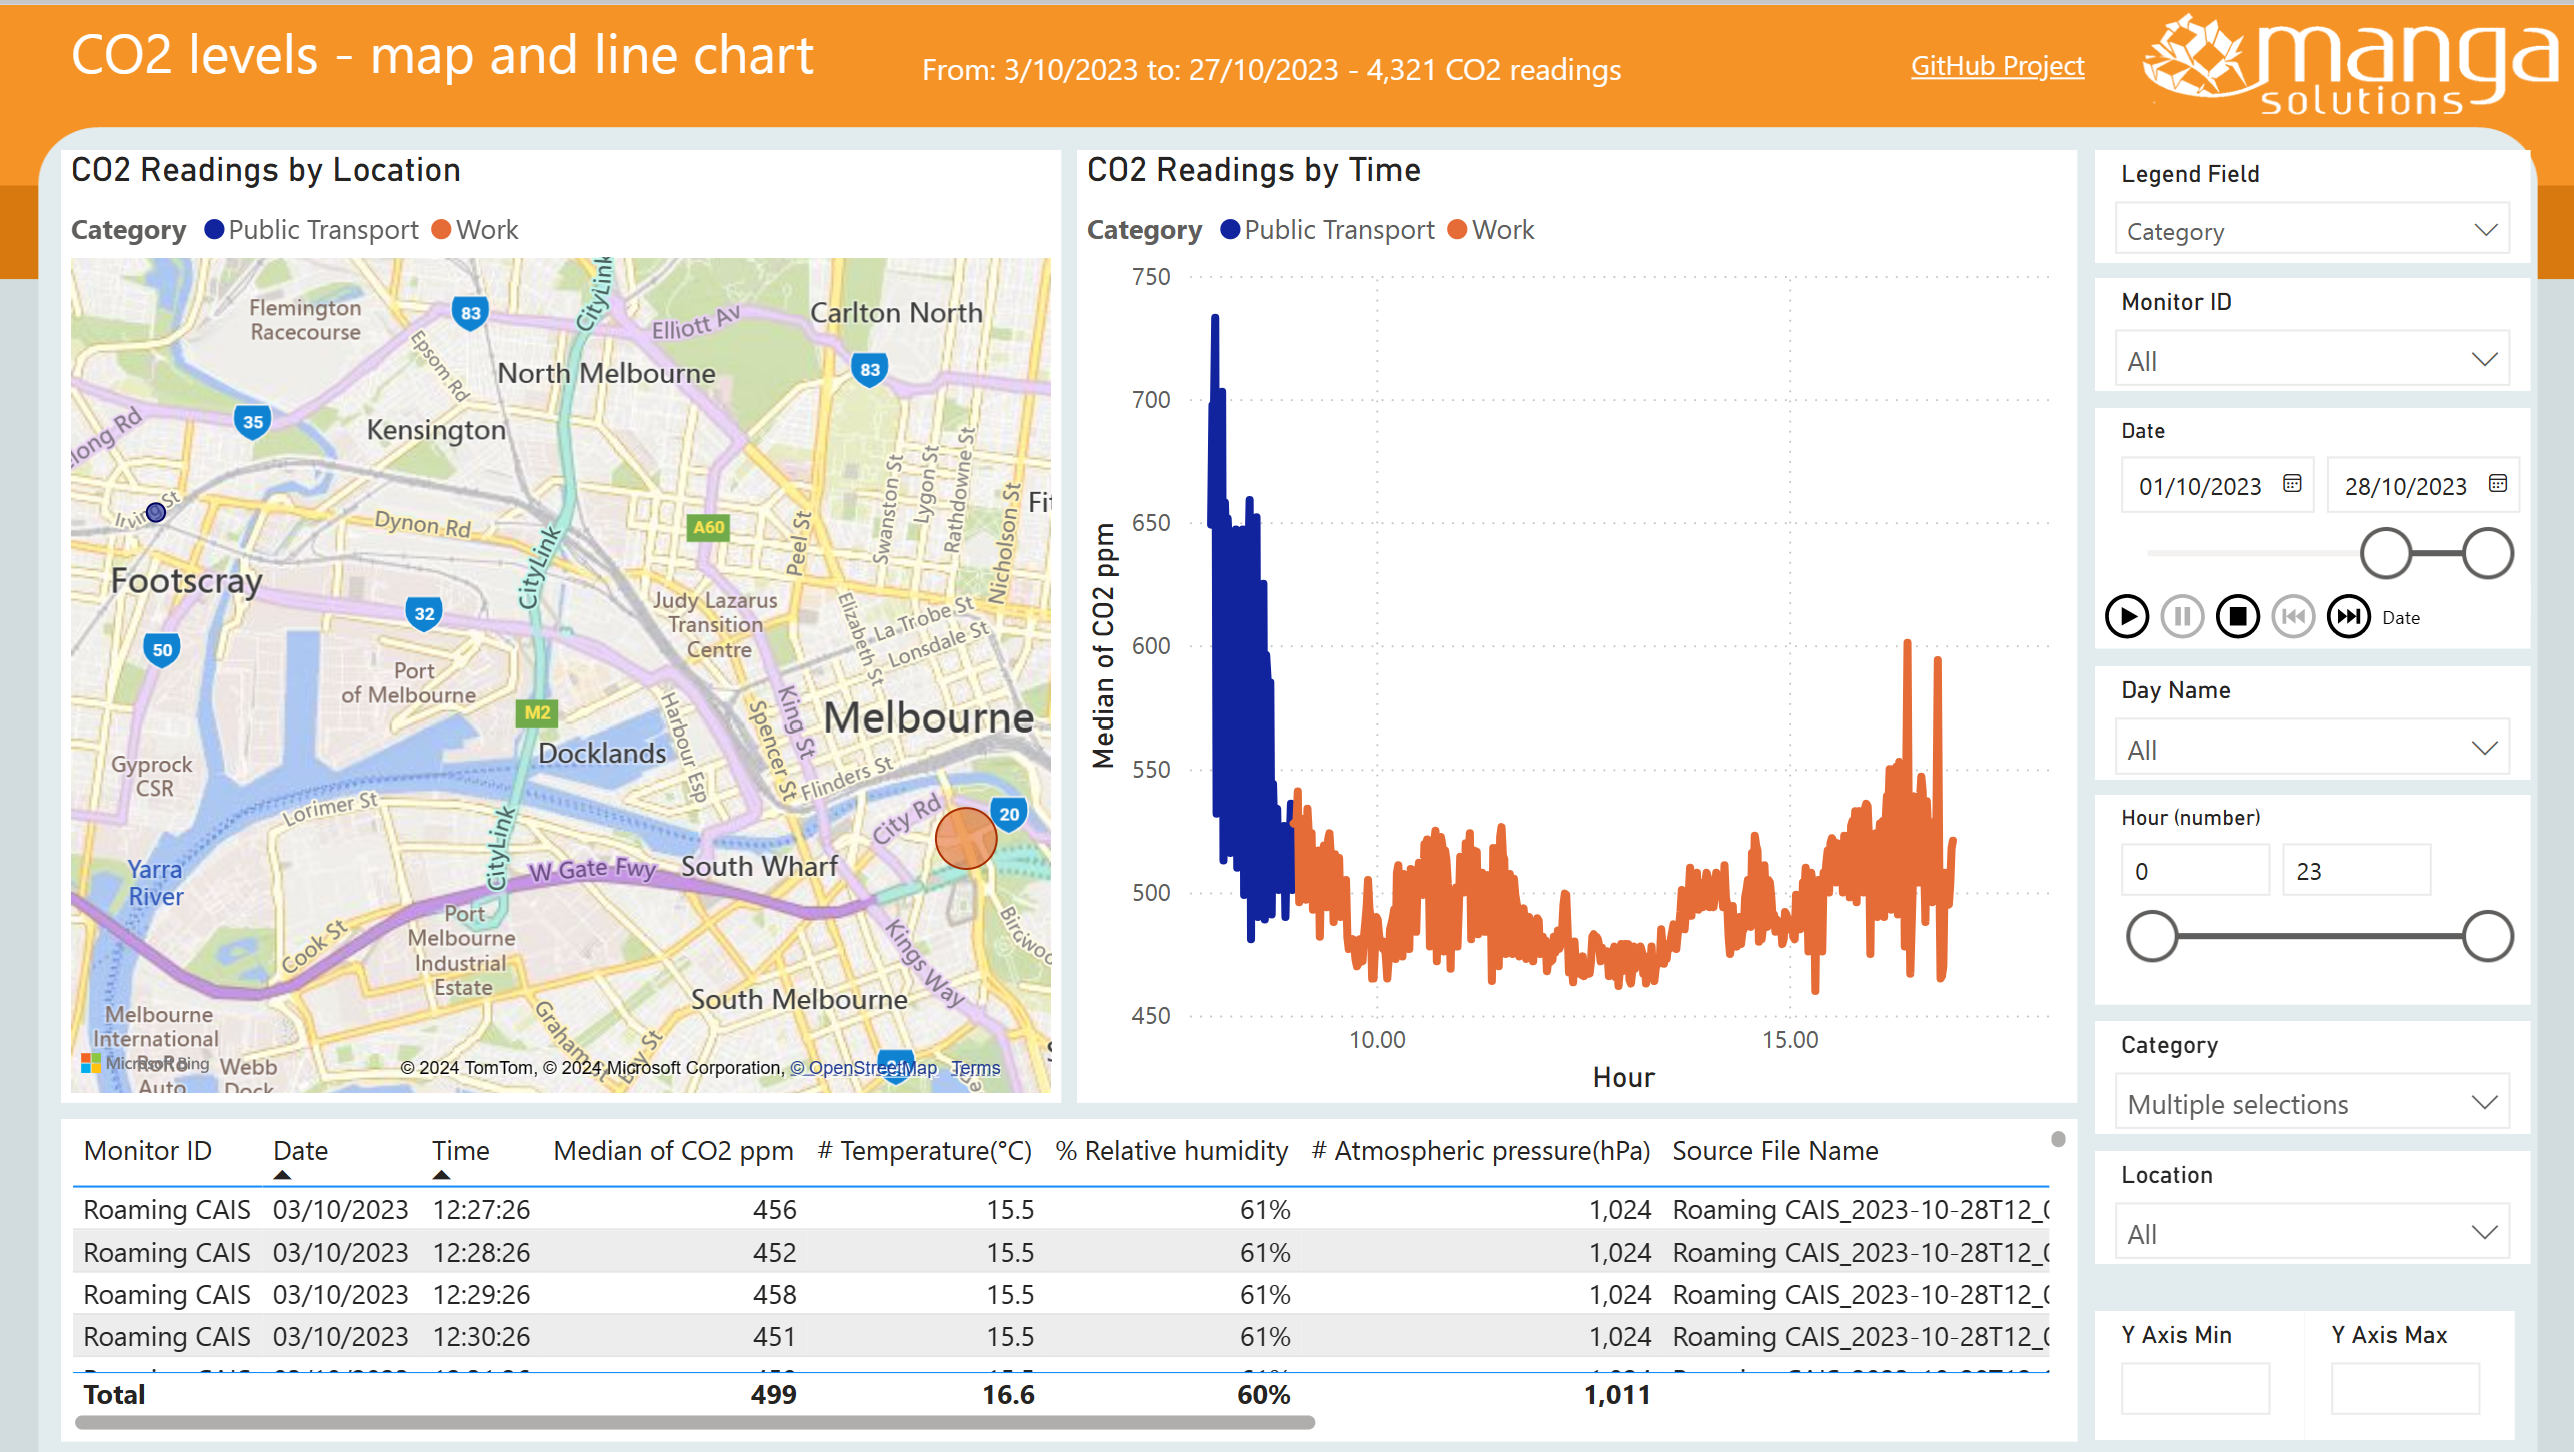 CO2 levels - map and line chart
From: 3/10/2023 to: 27/10/2023 - 4,321 CO2 readings
GitHub Project
manga
solutions
CO2 Readings by Location
Category Public Transport Work
Flemington
Racecourse
83
CityLink
Elliott Av
Carlton North
Epsom Rd
North Melbourne
83
35
Kensington
long Rd
Irving St
Dynon Rd
A60
Peel St
Swanston St
Lygon St
Rathdowne St
Nicholson St
Fit
Footscray
CityLink
32
50
Judy Lazarus
Transition
Centre
Elizabeth St
La Trobe St
Lonsdale St
Port
of Melbourne
M2
Harbour Esp
Spencer St
King St
Melbourne
Docklands
Flinders St
Gyprock
CSR
Lorimer St
CityLink
City Rd
20
Yarra
River
W Gate Fwy
South Wharf
Cook St
Port
Melbourne
Industrial
Estate
Kings Way
South Melbourne
Graham St
Melbourne
International
RoRo
Auto
Webb
Dock
Microsoft Bing
© 2024 TomTom, © 2024 Microsoft Corporation, © OpenStreetMap Terms
CO2 Readings by Time
Category Public Transport Work
750
700
650
600
550
500
450
Median of CO2 ppm
10.00
15.00
Hour
Legend Field
Category
Monitor ID
All
Date
01/10/2023
28/10/2023
Date
Day Name
All
Hour (number)
0
23
Category
Multiple selections
Location
All
Y Axis Min
Y Axis Max
Monitor ID Date Time Median of CO2 ppm # Temperature(°C) % Relative humidity # Atmospheric pressure(hPa) Source File Name
Roaming CAIS 03/10/2023 12:27:26 456 15.5 61% 1,024 Roaming CAIS_2023-10-28T12_0
Roaming CAIS 03/10/2023 12:28:26 452 15.5 61% 1,024 Roaming CAIS_2023-10-28T12_0
Roaming CAIS 03/10/2023 12:29:26 458 15.5 61% 1,024 Roaming CAIS_2023-10-28T12_0
Roaming CAIS 03/10/2023 12:30:26 451 15.5 61% 1,024 Roaming CAIS_2023-10-28T12_0
Total 499 16.6 60% 1,011